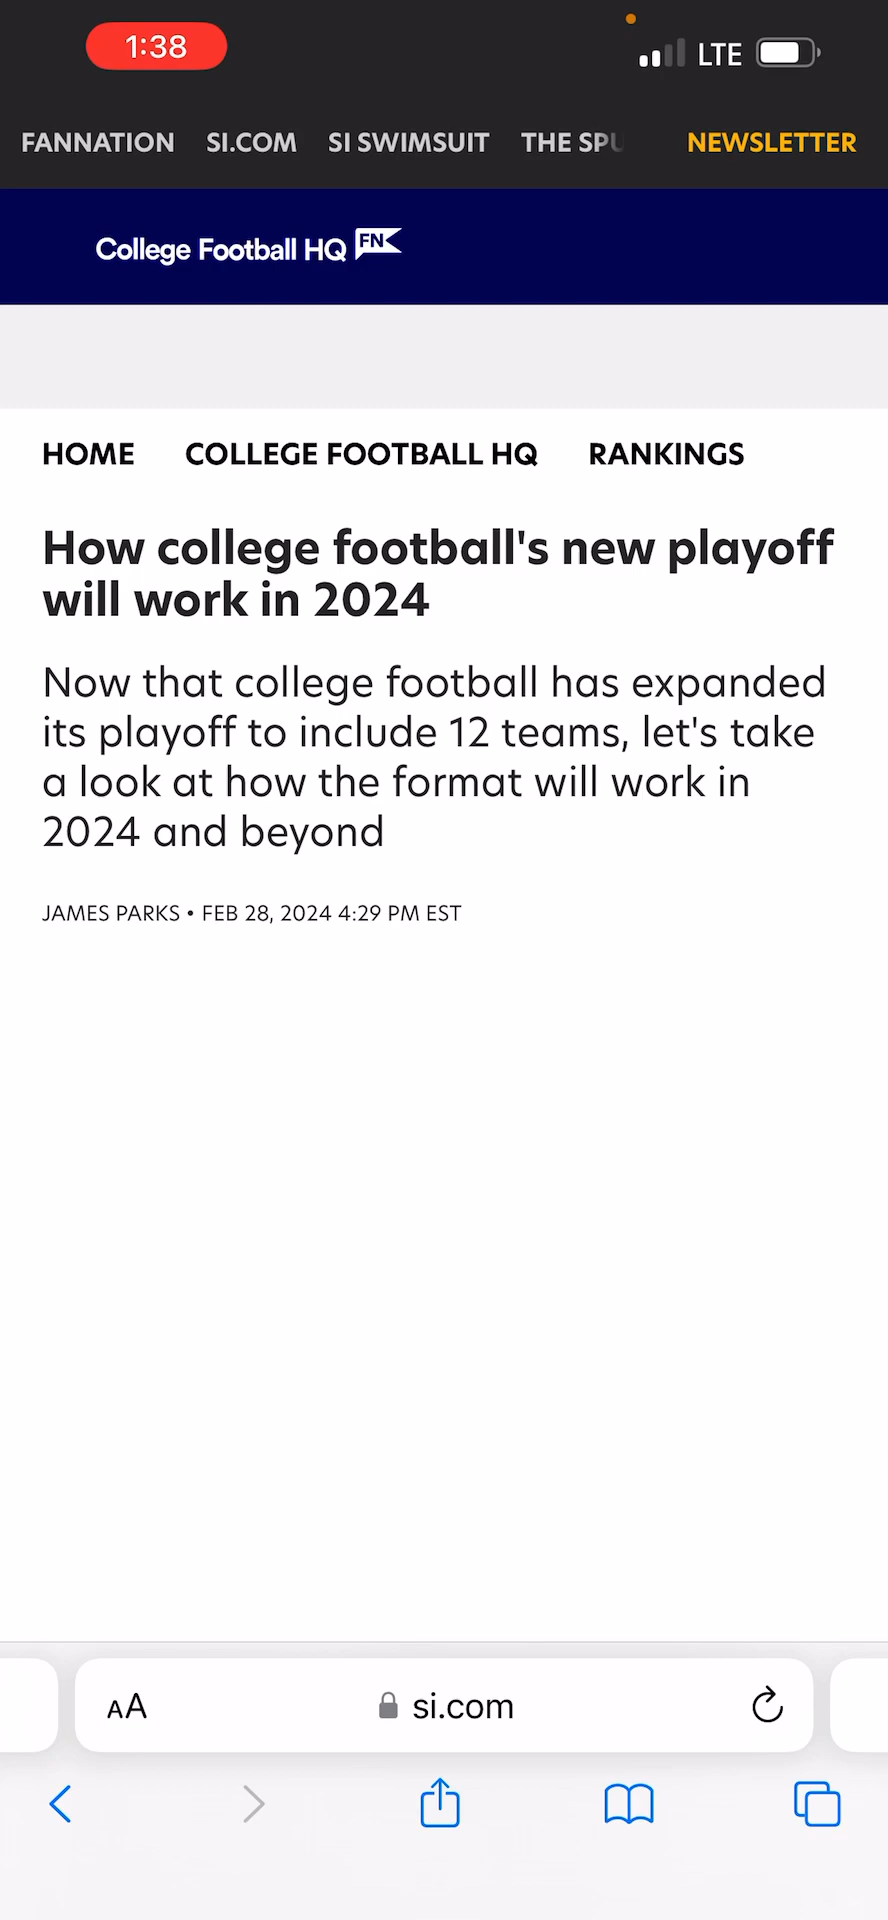 1:38
LTE
FANNATION SI.COM SI SWIMSUIT THE SPU NEWSLETTER
College Football HQ FN
HOME COLLEGE FOOTBALL HQ RANKINGS
How college football's new playoff
will work in 2024
Now that college football has expanded
its playoff to include 12 teams, let's take
a look at how the format will work in
2024 and beyond
JAMES PARKS • FEB 28, 2024 4:29 PM EST
AA si.com